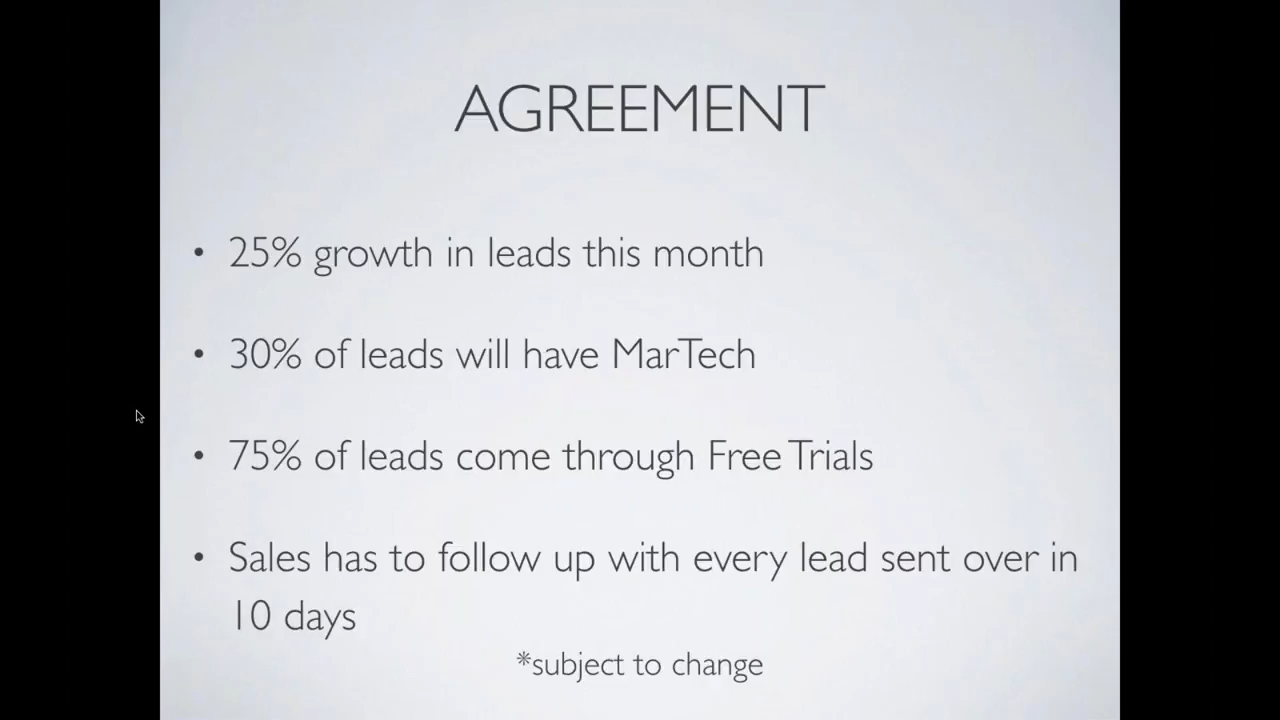 AGREEMENT
• 25% growth in leads this month
• 30% of leads will have MarTech
• 75% of leads come through Free Trials
• Sales has to follow up with every lead sent over in
10 days
*subject to change